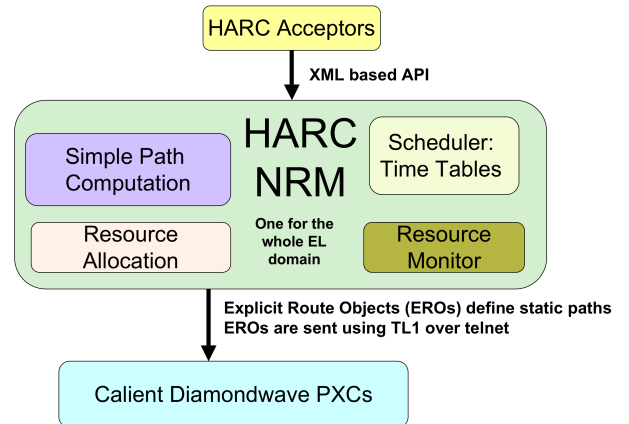 HARC Acceptors
XML based API
HARC
NRM
Simple Path
Computation
Scheduler:
Time Tables
One for the
whole EL
domain
Resource
Allocation
Resource
Monitor
Explicit Route Objects (EROs) define static paths
EROs are sent using TL1 over telnet
Calient Diamondwave PXCs